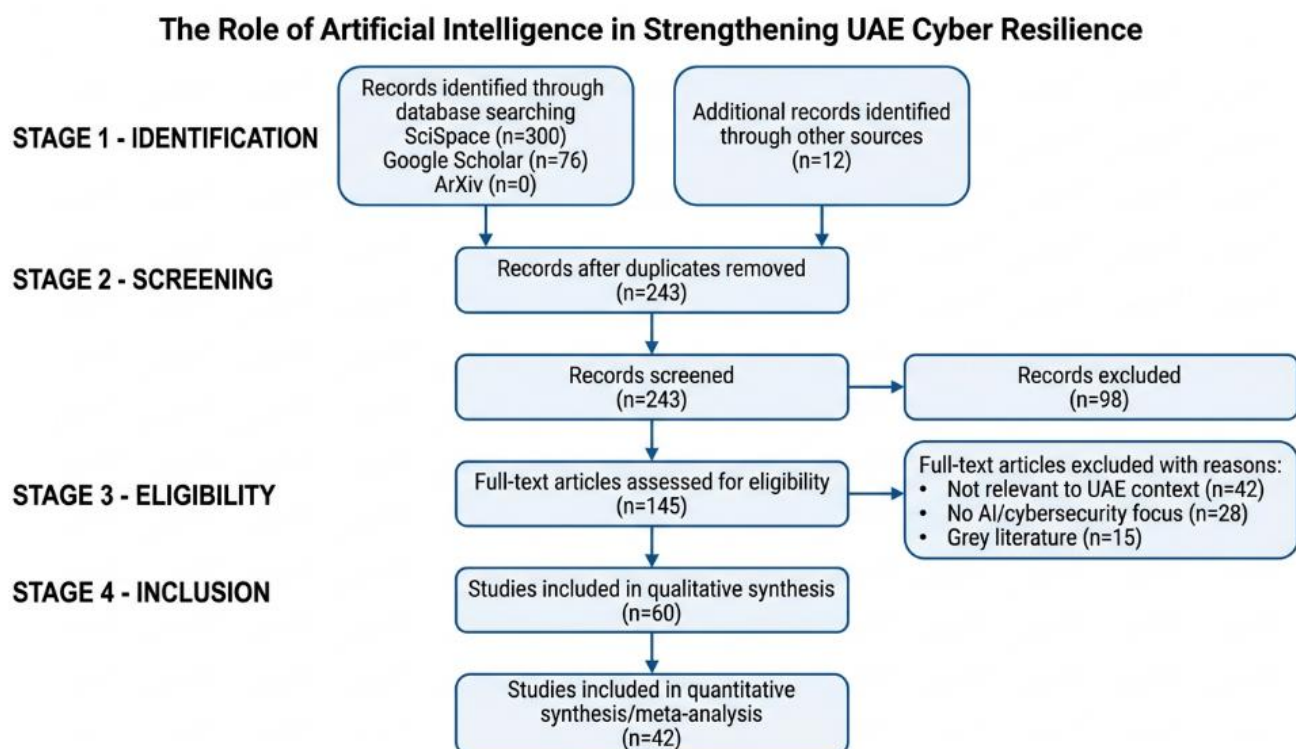 The Role of Artificial Intelligence in Strengthening UAE Cyber Resilience
STAGE 1 - IDENTIFICATION
Records identified through
database searching
SciSpace (n=300)
Google Scholar (n=76)
ArXiv (n=0)
Additional records identified
through other sources
(n=12)
STAGE 2 - SCREENING
Records after duplicates removed
(n=243)
Records screened
(n=243)
Records excluded
(n=98)
STAGE 3 - ELIGIBILITY
Full-text articles assessed for eligibility
(n=145)
Full-text articles excluded with reasons:
• Not relevant to UAE context (n=42)
• No AI/cybersecurity focus (n=28)
• Grey literature (n=15)
STAGE 4 - INCLUSION
Studies included in qualitative synthesis
(n=60)
Studies included in quantitative
synthesis/meta-analysis
(n=42)